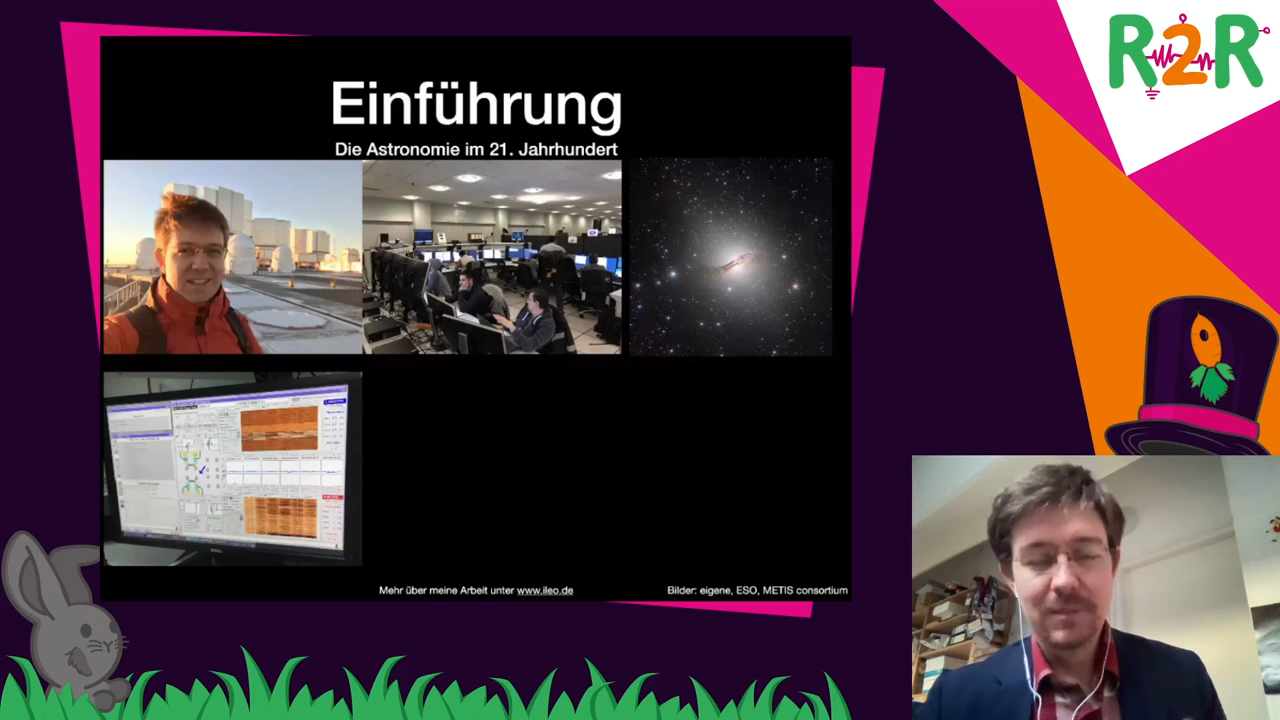 R2R
Einführung
Die Astronomie im 21. Jahrhundert
Mehr über meine Arbeit unter www.ileo.de
Bilder: eigene, ESO, METIS consortium